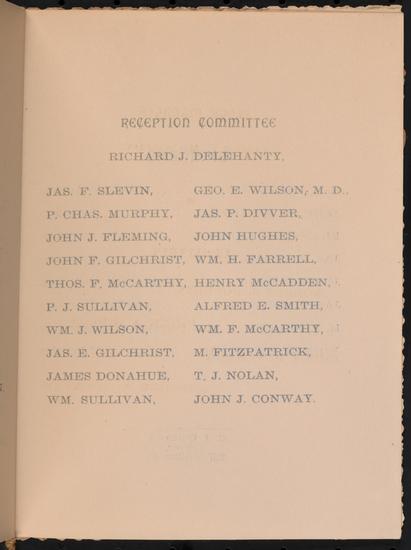 RECEPTION COMMITTEE
RICHARD J. DELEHANTY,
JAS. F. SLEVIN, GEO. E. WILSON, M. D.,
P. CHAS. MURPHY, JAS. P. DIVVER,
JOHN J. FLEMING, JOHN HUGHES,
JOHN F. GILCHRIST, WM. H. FARRELL,
THOS. F. McCARTHY, HENRY McCADDEN,
P. J. SULLIVAN, ALFRED E. SMITH,
WM. J. WILSON, WM. F. McCARTHY,
JAS. E. GILCHRIST, M. FITZPATRICK,
JAMES DONAHUE, T. J. NOLAN,
WM. SULLIVAN, JOHN J. CONWAY.